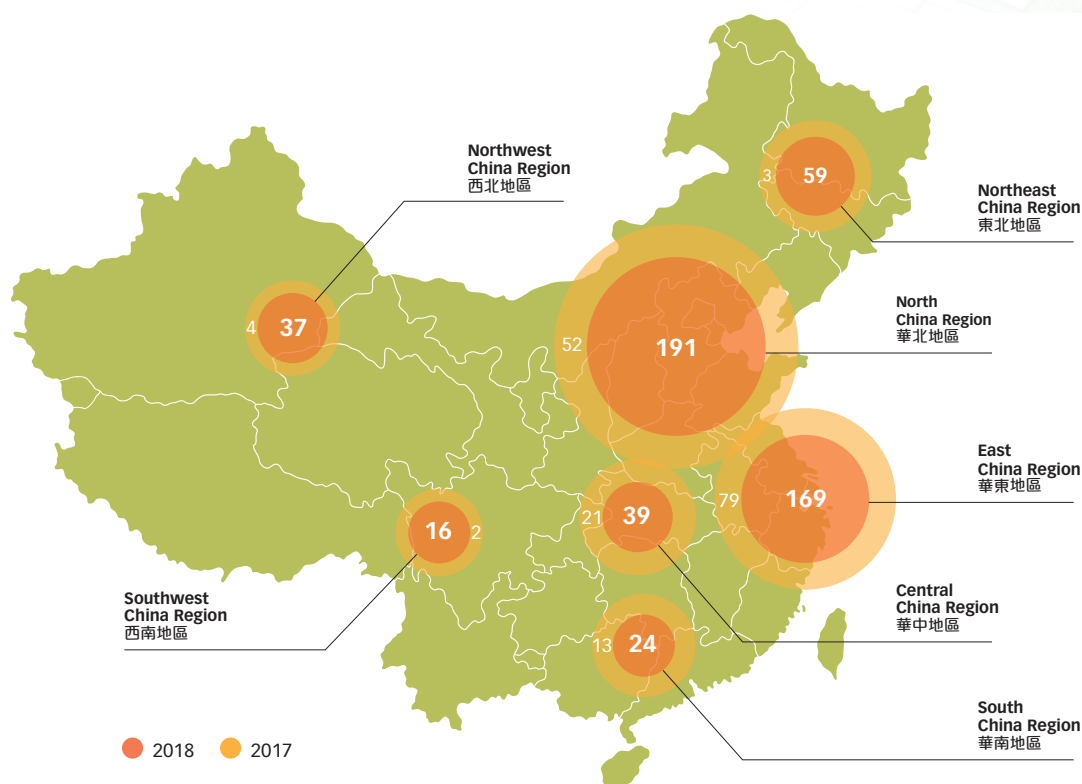 Northwest
China Region
西北地區
3
59
Northeast
China Region
東北地區
4
37
52
191
North
China Region
華北地區
79
169
East
China Region
華東地區
16
2
21
39
Southwest
China Region
西南地區
Central
China Region
華中地區
13
24
South
China Region
華南地區
2018
2017